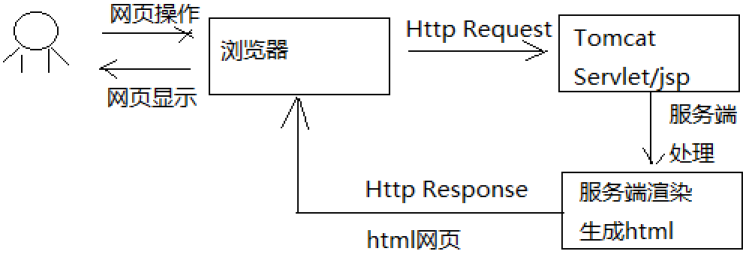 网页操作
网页显示
浏览器
Http Request
Tomcat
Servlet/jsp
服务端
处理
服务端渲染
生成html
Http Response
html网页